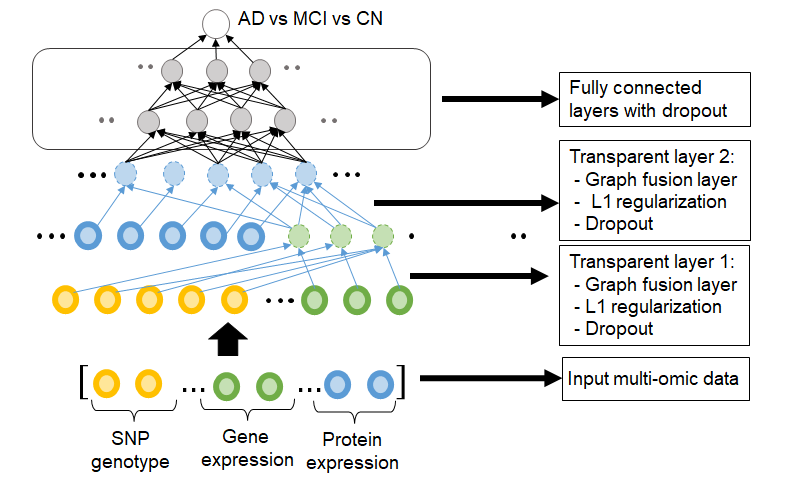 AD vs MCI vs CN
Fully connected
layers with dropout
Transparent layer 2:
- Graph fusion layer
- L1 regularization
- Dropout
Transparent layer 1:
- Graph fusion layer
- L1 regularization
- Dropout
Input multi-omic data
SNP
genotype
Gene
expression
Protein
expression